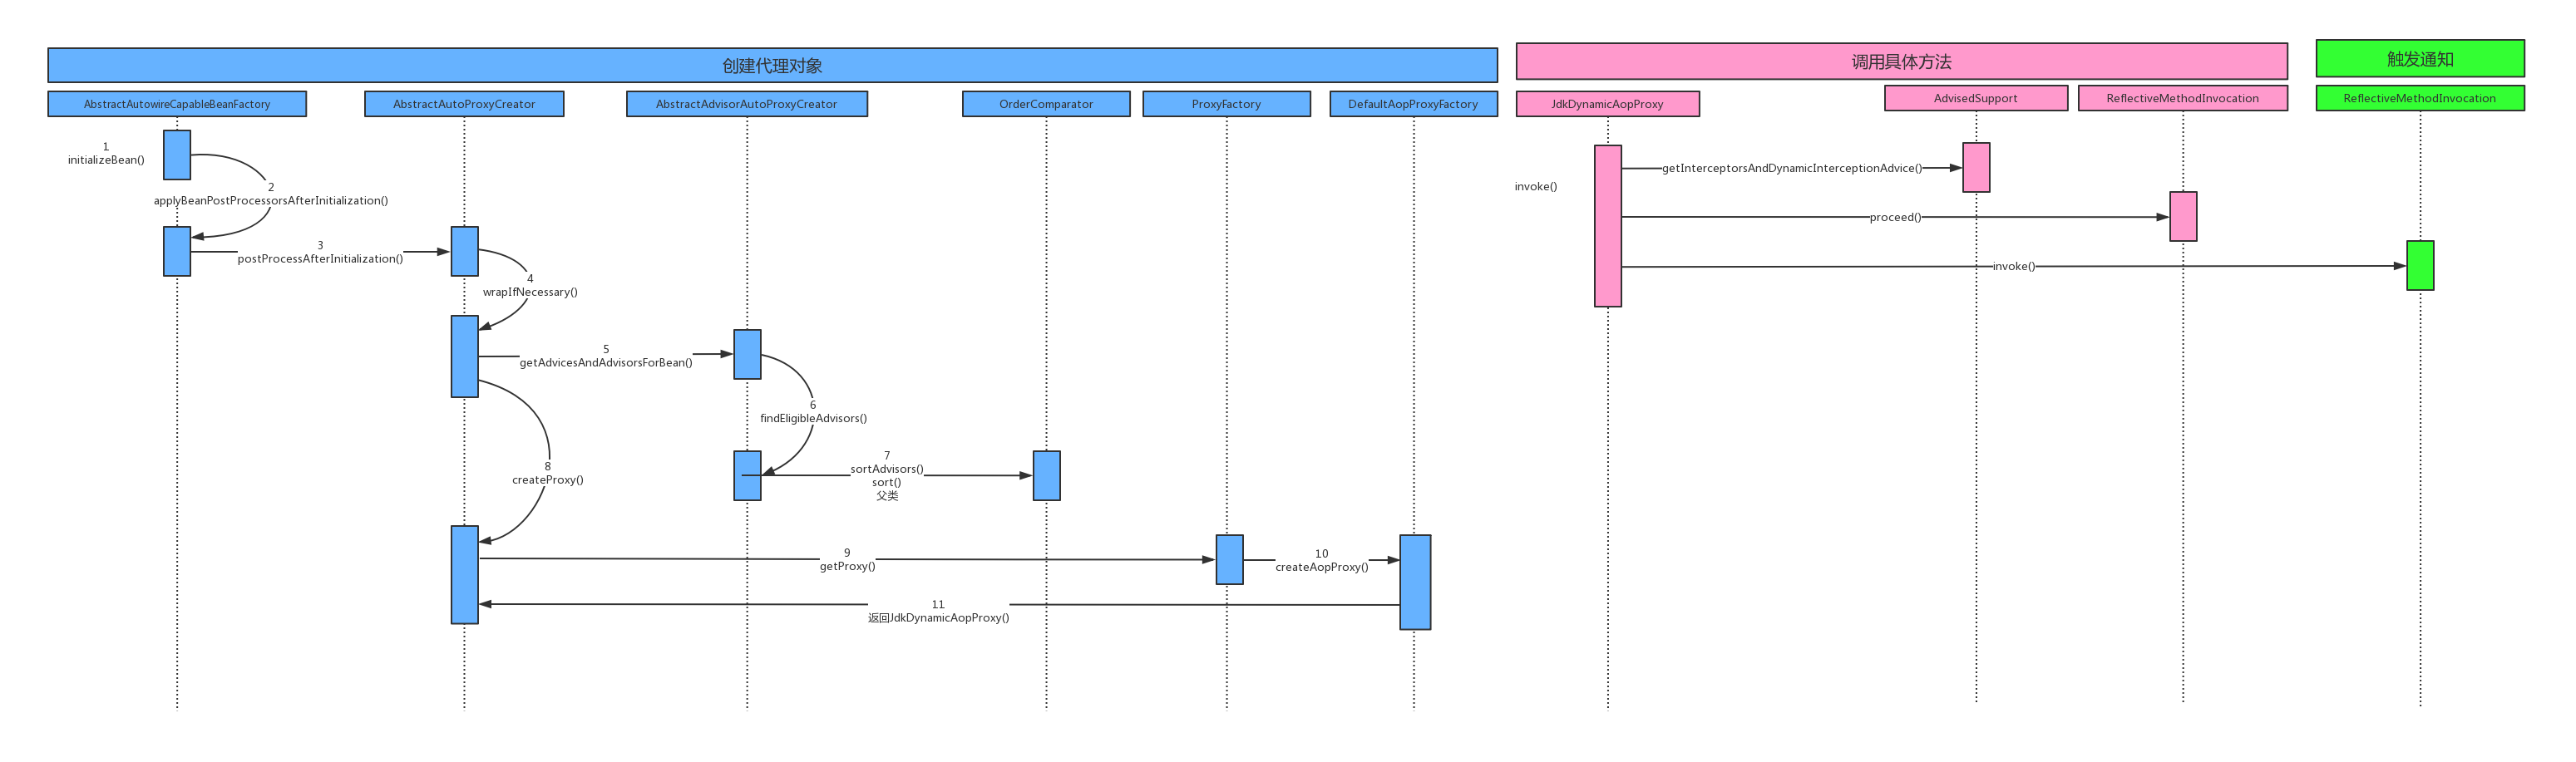 创建代理对象
调用具体方法
触发通知
AbstractAutowireCapableBeanFactory
AbstractAutoProxyCreator
AbstractAdvisorAutoProxyCreator
OrderComparator
ProxyFactory
DefaultAopProxyFactory
JdkDynamicAopProxy
AdvisedSupport
ReflectiveMethodInvocation
ReflectiveMethodInvocation
1
initializeBean()
2
applyBeanPostProcessorsAfterInitialization()
3
postProcessAfterInitialization()
4
wrapIfNecessary()
5
getAdvicesAndAdvisorsForBean()
6
findEligibleAdvisors()
7
sortAdvisors()
sort()
父类
8
createProxy()
9
getProxy()
10
createAopProxy()
11
返回JdkDynamicAopProxy()
invoke()
getInterceptorsAndDynamicInterceptionAdvice()
proceed()
invoke()